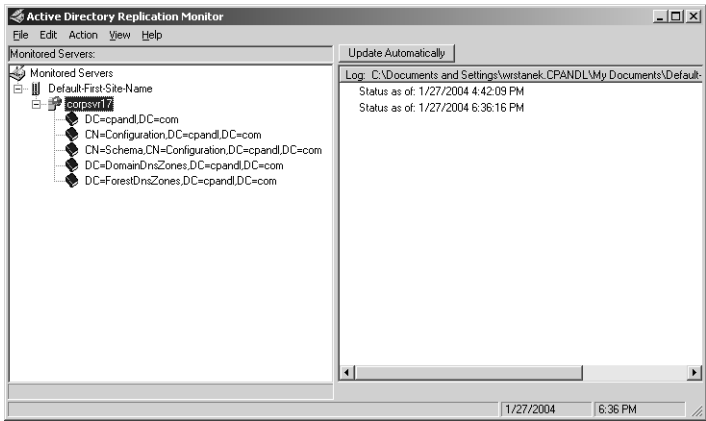 Active Directory Replication Monitor
File Edit Action View Help
Monitored Servers:
Update Automatically
Monitored Servers
Default-First-Site-Name
corpsvr17
DC=cpandl,DC=com
CN=Configuration,DC=cpandl,DC=com
CN=Schema,CN=Configuration,DC=cpandl,DC=com
DC=DomainDnsZones,DC=cpandl,DC=com
DC=ForestDnsZones,DC=cpandl,DC=com
Log: C:\Documents and Settings\wrstanek.CPANDL\My Documents\Default-
Status as of: 1/27/2004 4:42:09 PM
Status as of: 1/27/2004 6:36:16 PM
1/27/2004 6:36 PM